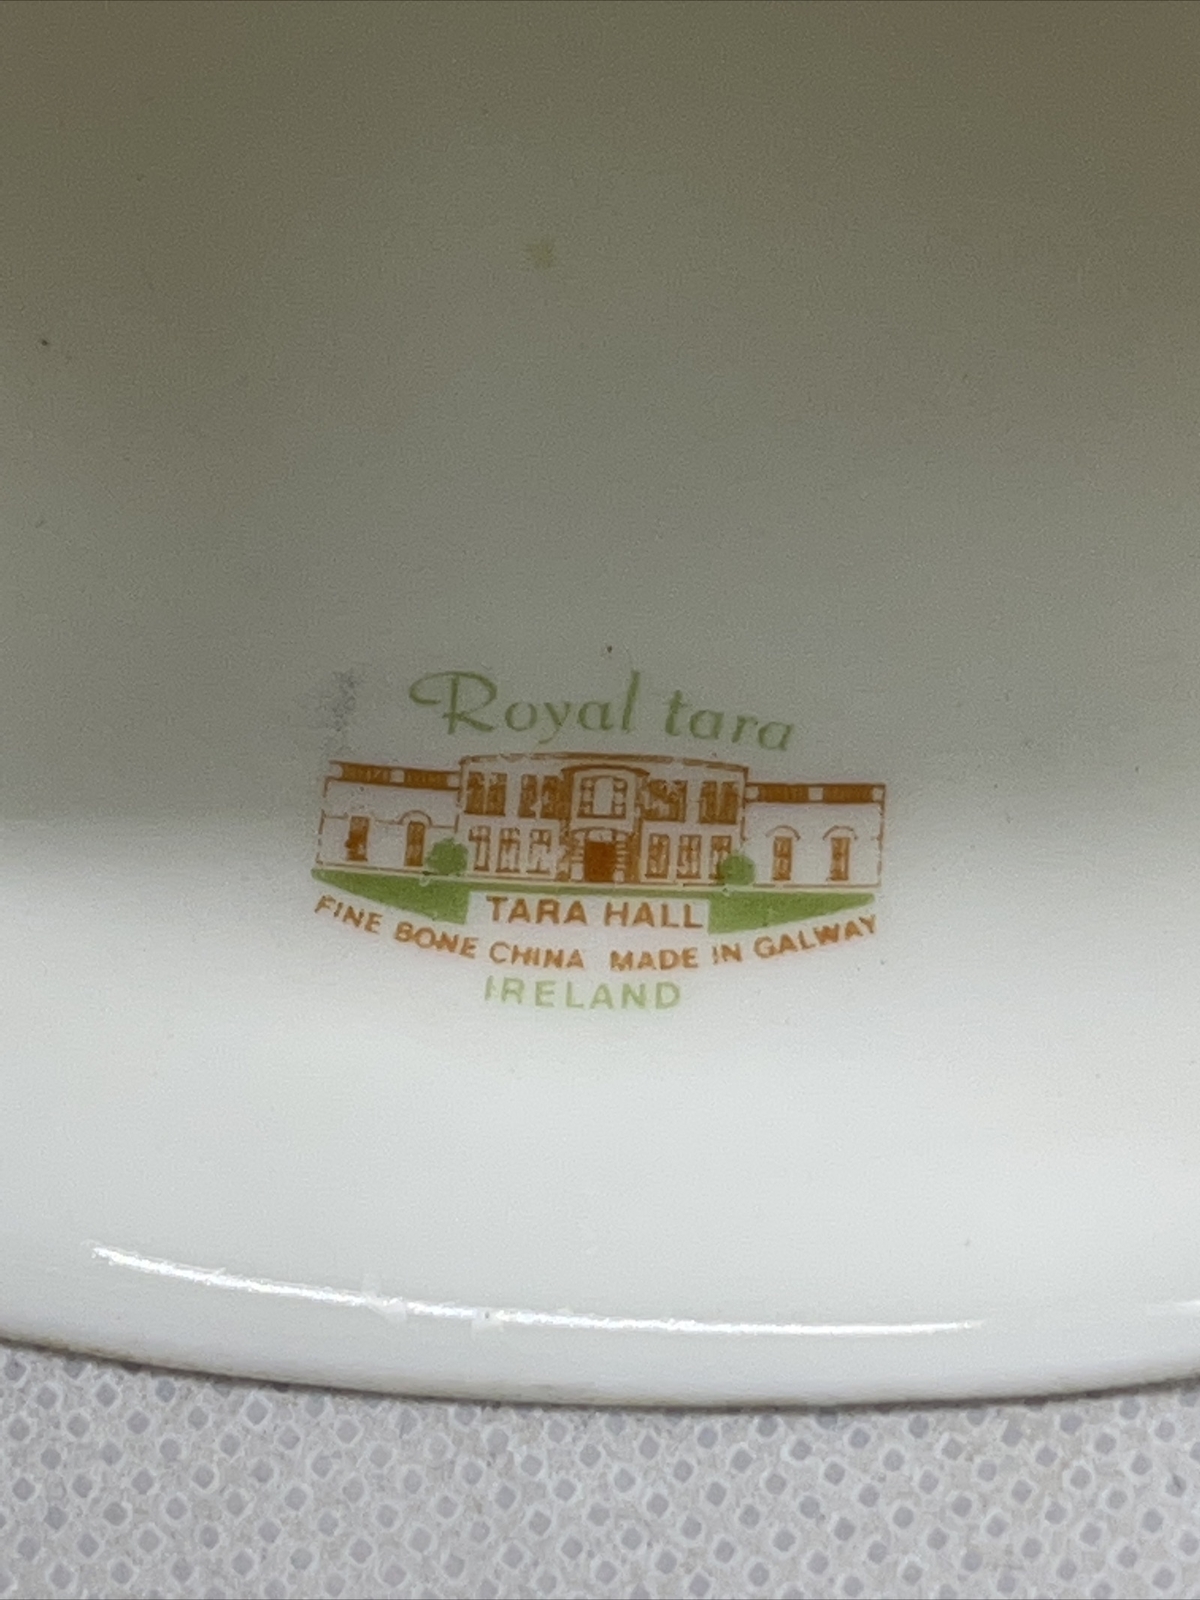 Royal tara
TARA HALL
FINE BONE CHINA MADE IN GALWAY
IRELAND